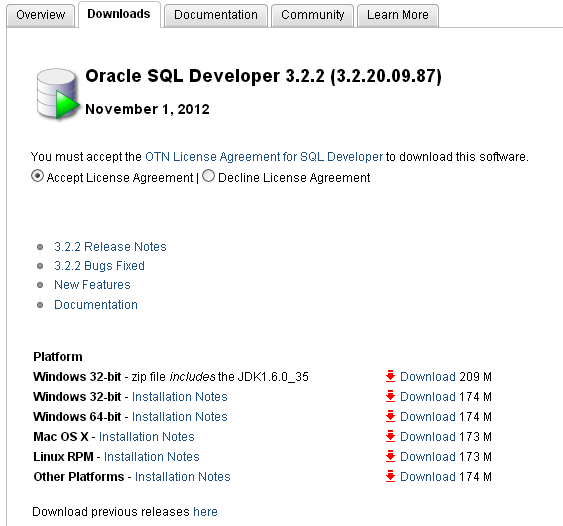 Overview Downloads Documentation Community Learn More
Oracle SQL Developer 3.2.2 (3.2.20.09.87)
November 1, 2012
You must accept the OTN License Agreement for SQL Developer to download this software.
Accept License Agreement | Decline License Agreement
3.2.2 Release Notes
3.2.2 Bugs Fixed
New Features
Documentation
Platform
Windows 32-bit - zip file includes the JDK1.6.0_35 Download 209 M
Windows 32-bit - Installation Notes Download 174 M
Windows 64-bit - Installation Notes Download 174 M
Mac OS X - Installation Notes Download 173 M
Linux RPM - Installation Notes Download 173 M
Other Platforms - Installation Notes Download 174 M
Download previous releases here